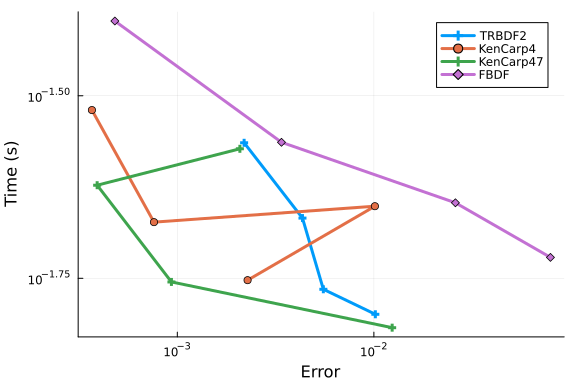 TRBDF2
KenCarp4
KenCarp47
FBDF
Time (s)
10^−1.50
10^−1.75
10^−3
10^−2
Error